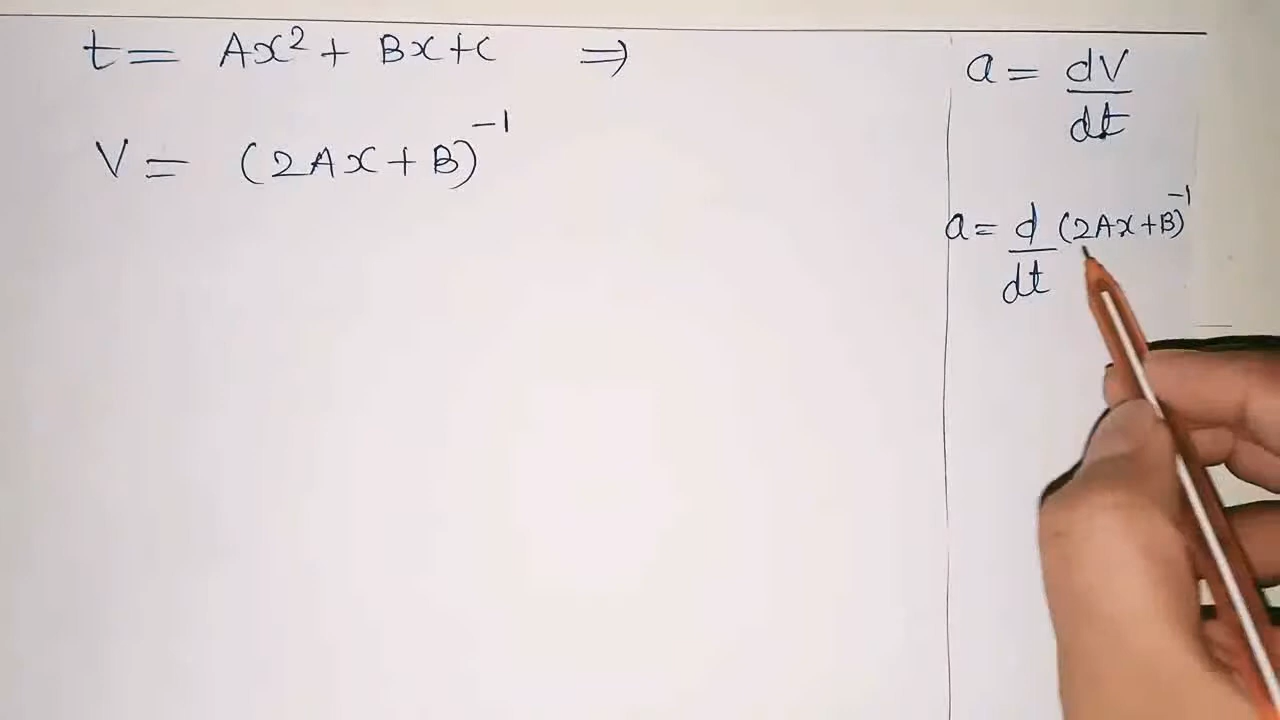 t = Ax² + Bx+C ⇒
V = (2Ax + B)⁻¹
a = dV/dt
a = d/dt (2Ax+B)⁻¹